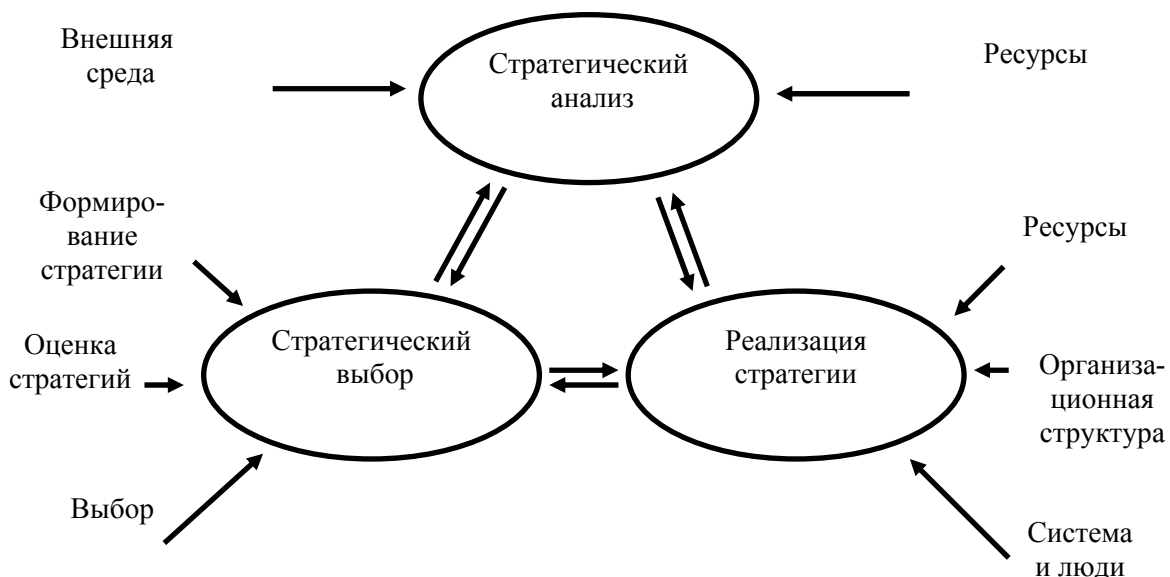 Внешняя
среда
Стратегический
анализ
Ресурсы
Формиро-
вание
стратегии
Ресурсы
Оценка
стратегий
Стратегический
выбор
Реализация
стратегии
Организа-
ционная
структура
Выбор
Система
и люди